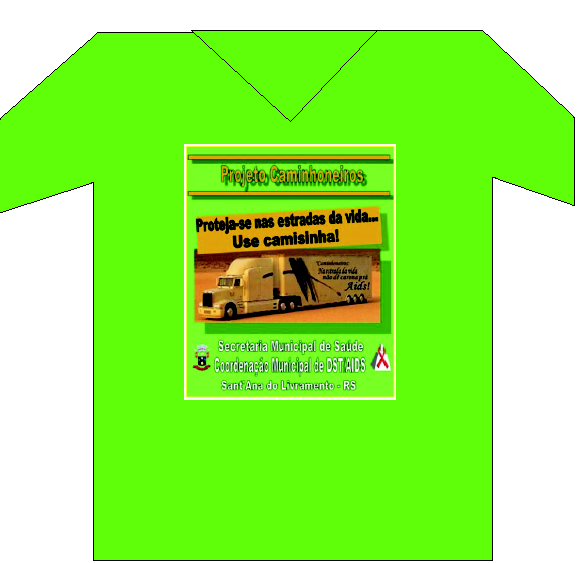 Projeto Caminhoneiros
Proteja-se nas estradas da vida...
Use camisinha!
Caminhoneiro:
Na estrada da vida
não dê carona prá
Aids!
Secretaria Municipal de Saúde
Coordenação Municipal de DST/AIDS
Sant'Ana do Livramento - RS